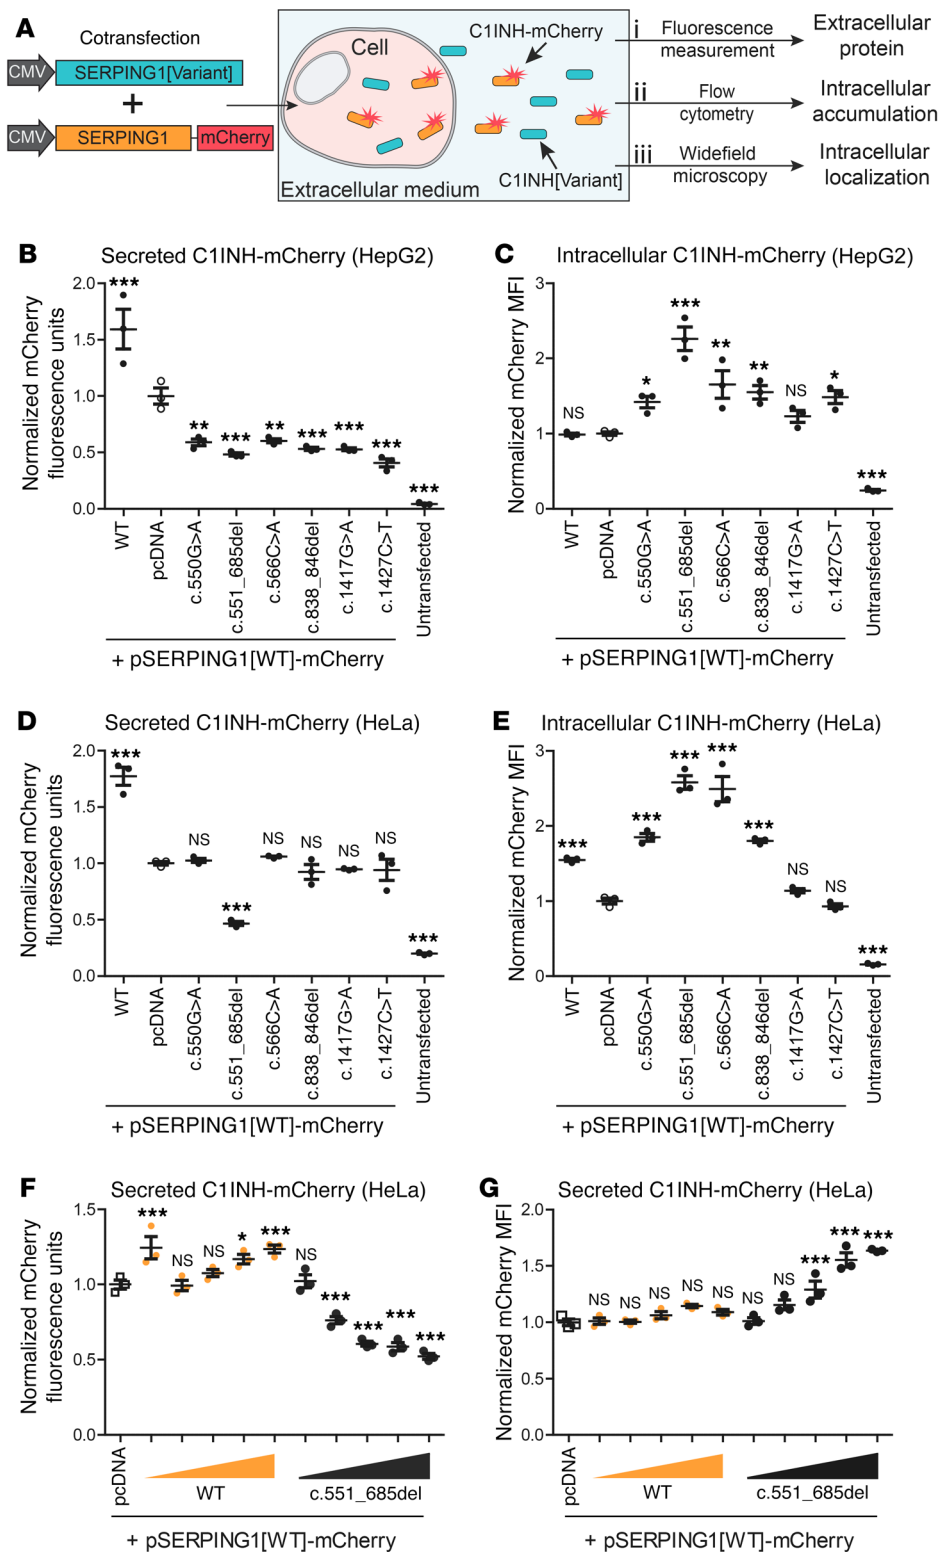 A
Cotransfection
CMV
SERPING1[Variant]
+
CMV
SERPING1
mCherry
Cell
C1INH-mCherry
C1INH[Variant]
Extracellular medium
i
Fluorescence
measurement
Extracellular
protein
ii
Flow
cytometry
Intracellular
accumulation
iii
Widefield
microscopy
Intracellular
localization
B
Secreted C1INH-mCherry (HepG2)
Normalized mCherry
fluorescence units
2.0
1.5
1.0
0.5
0.0
***
**
***
**
***
***
***
***
WT
pcDNA
c.550G>A
c.551_685del
c.566C>A
c.838_846del
c.1417G>A
c.1427C>T
Untransfected
+ pSERPING1[WT]-mCherry
C
Intracellular C1INH-mCherry (HepG2)
Normalized mCherry MFI
3
2
1
0
NS
*
***
**
**
NS
*
***
WT
pcDNA
c.550G>A
c.551_685del
c.566C>A
c.838_846del
c.1417G>A
c.1427C>T
Untransfected
+ pSERPING1[WT]-mCherry
D
Secreted C1INH-mCherry (HeLa)
Normalized mCherry
fluorescence units
2.0
1.5
1.0
0.5
0.0
***
NS
***
NS
NS
NS
NS
***
WT
pcDNA
c.550G>A
c.551_685del
c.566C>A
c.838_846del
c.1417G>A
c.1427C>T
Untransfected
+ pSERPING1[WT]-mCherry
E
Intracellular C1INH-mCherry (HeLa)
Normalized mCherry MFI
3
2
1
0
***
***
***
***
***
NS
NS
***
WT
pcDNA
c.550G>A
c.551_685del
c.566C>A
c.838_846del
c.1417G>A
c.1427C>T
Untransfected
+ pSERPING1[WT]-mCherry
F
Secreted C1INH-mCherry (HeLa)
Normalized mCherry
fluorescence units
1.5
1.0
0.5
0.0
***
NS
NS
*
***
NS
***
***
***
***
pcDNA
WT
c.551_685del
+ pSERPING1[WT]-mCherry
G
Secreted C1INH-mCherry (HeLa)
Normalized mCherry MFI
2.0
1.5
1.0
0.5
0.0
NS
NS
NS
NS
NS
NS
NS
***
***
***
pcDNA
WT
c.551_685del
+ pSERPING1[WT]-mCherry